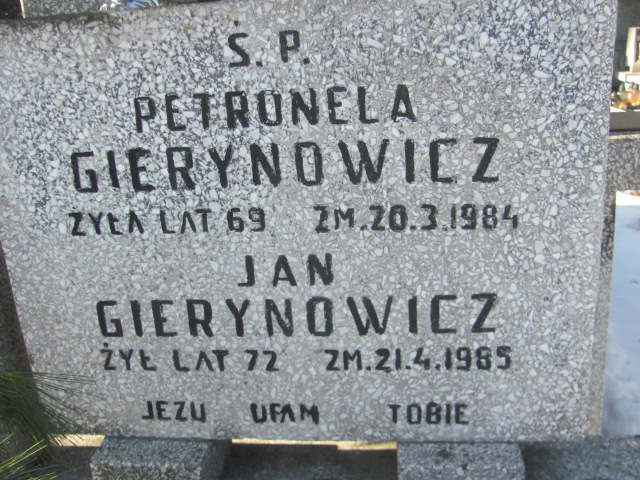 Ś. P.
PETRONELA
GIERYNOWICZ
ŻYŁA LAT 69 ZM.20.3.1984
JAN
GIERYNOWICZ
ŻYŁ LAT 72 ZM.21.4.1985
JEZU UFAM TOBIE